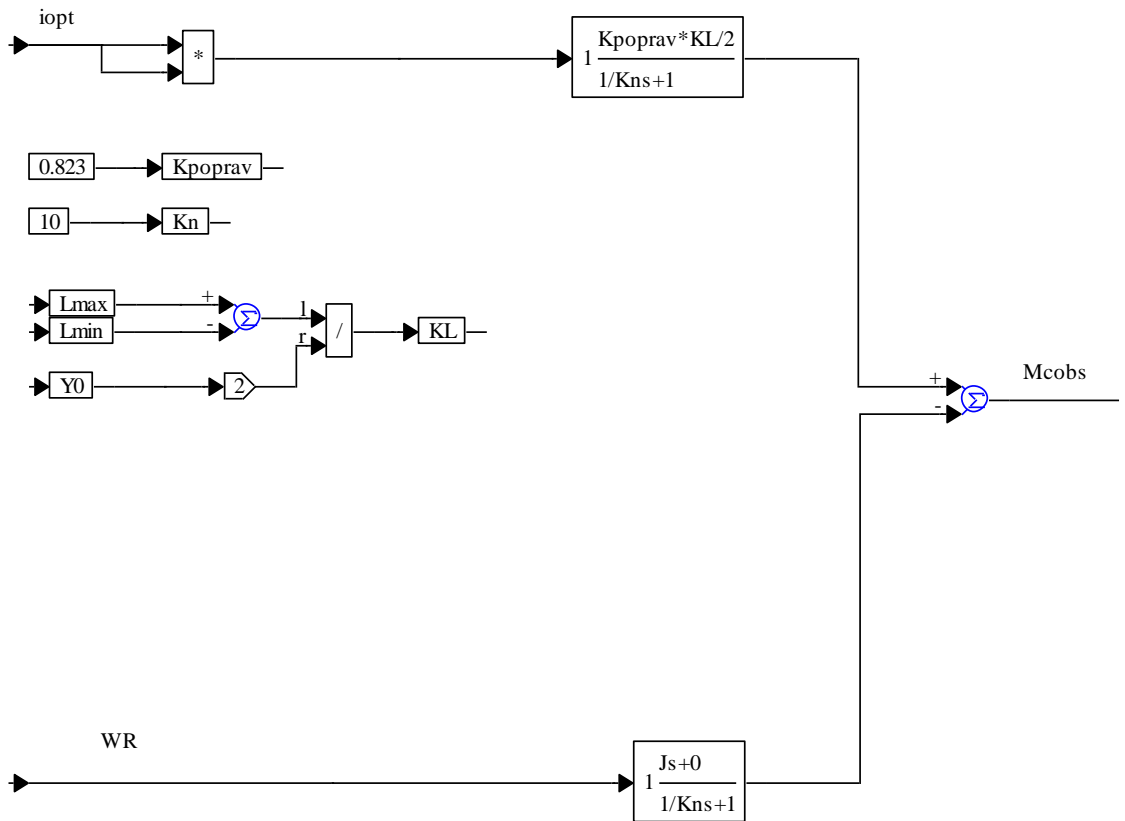 iopt
*
1
Kpoprav*KL/2
1/Kns+1
0.823
Kpoprav
10
Kn
Lmax
+
Lmin
-
Σ
l
r
/
KL
Y0
2
+
-
Σ
Mcobs
WR
1
Js+0
1/Kns+1